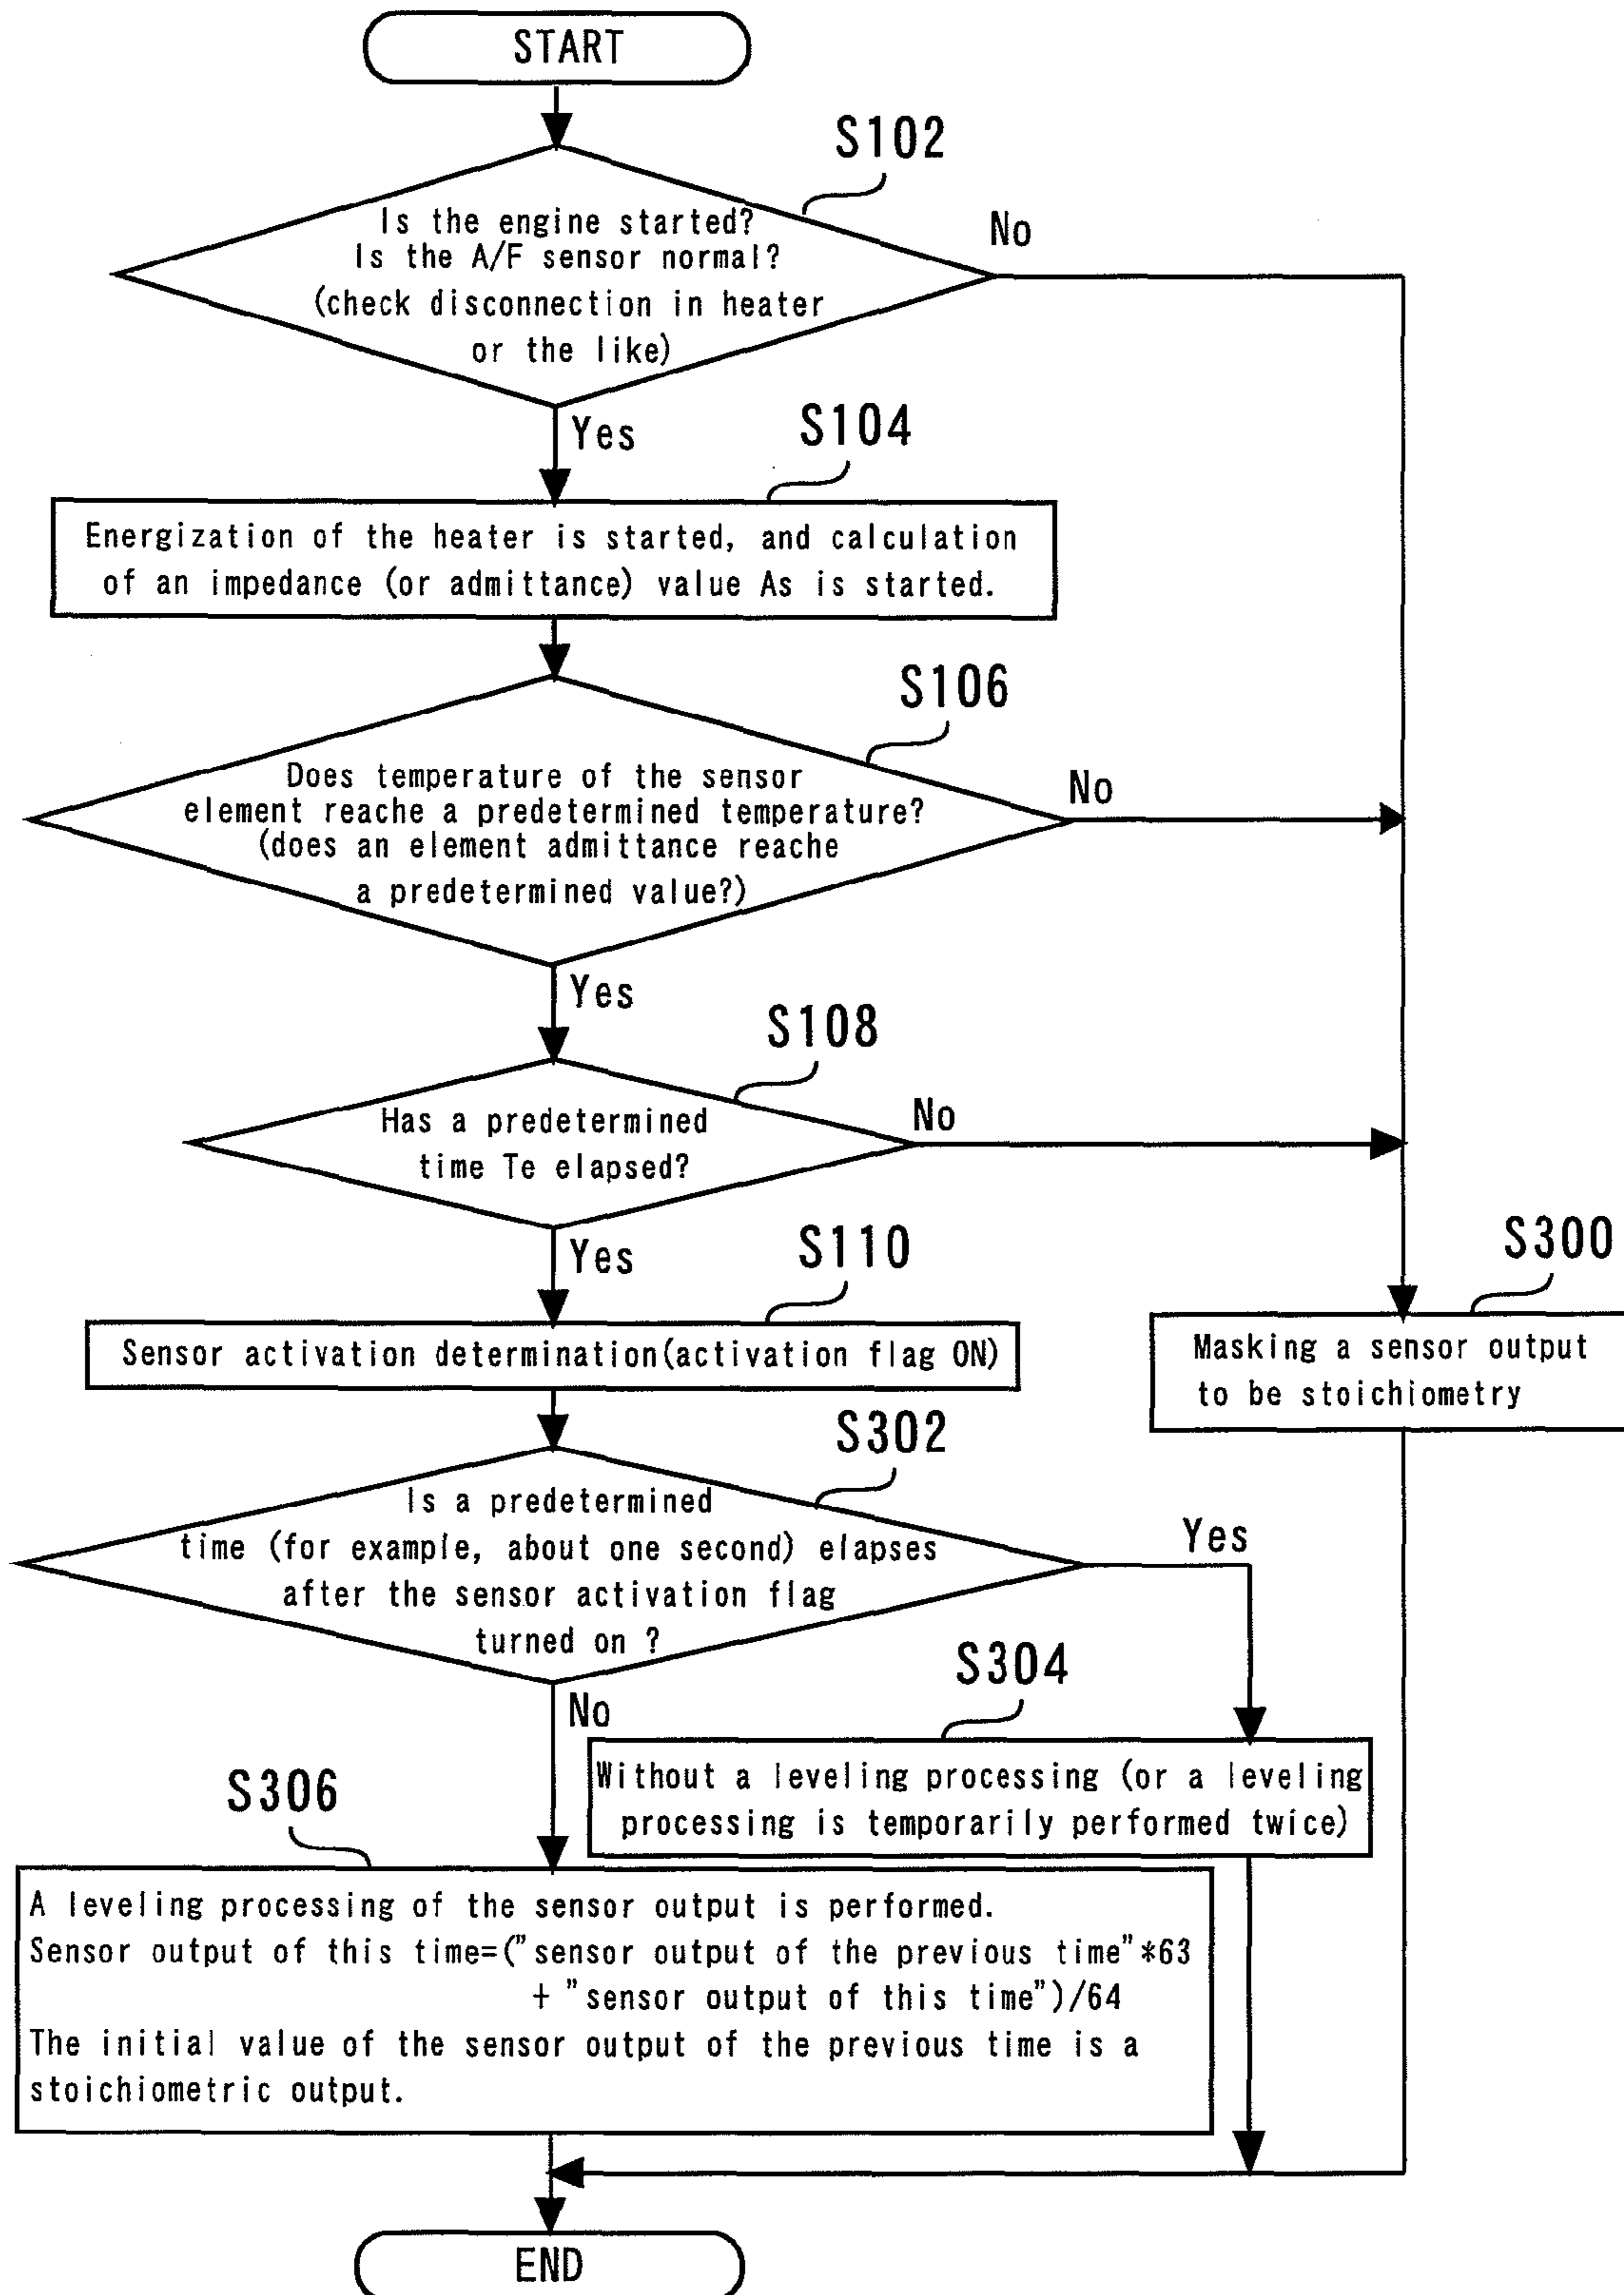 START
S102
Is the engine started?
Is the A/F sensor normal?
(check disconnection in heater
or the like)
No
Yes
S104
Energization of the heater is started, and calculation
of an impedance (or admittance) value As is started.
S106
Does temperature of the sensor
element reache a predetermined temperature?
(does an element admittance reache
a predetermined value?)
No
Yes
S108
Has a predetermined
time Te elapsed?
No
Yes
S110
Sensor activation determination(activation flag ON)
S300
Masking a sensor output
to be stoichiometry
S302
Is a predetermined
time (for example, about one second) elapses
after the sensor activation flag
turned on ?
Yes
No
S304
Without a leveling processing (or a leveling
processing is temporarily performed twice)
S306
A leveling processing of the sensor output is performed.
Sensor output of this time=("sensor output of the previous time"*63
+ "sensor output of this time")/64
The initial value of the sensor output of the previous time is a
stoichiometric output.
END